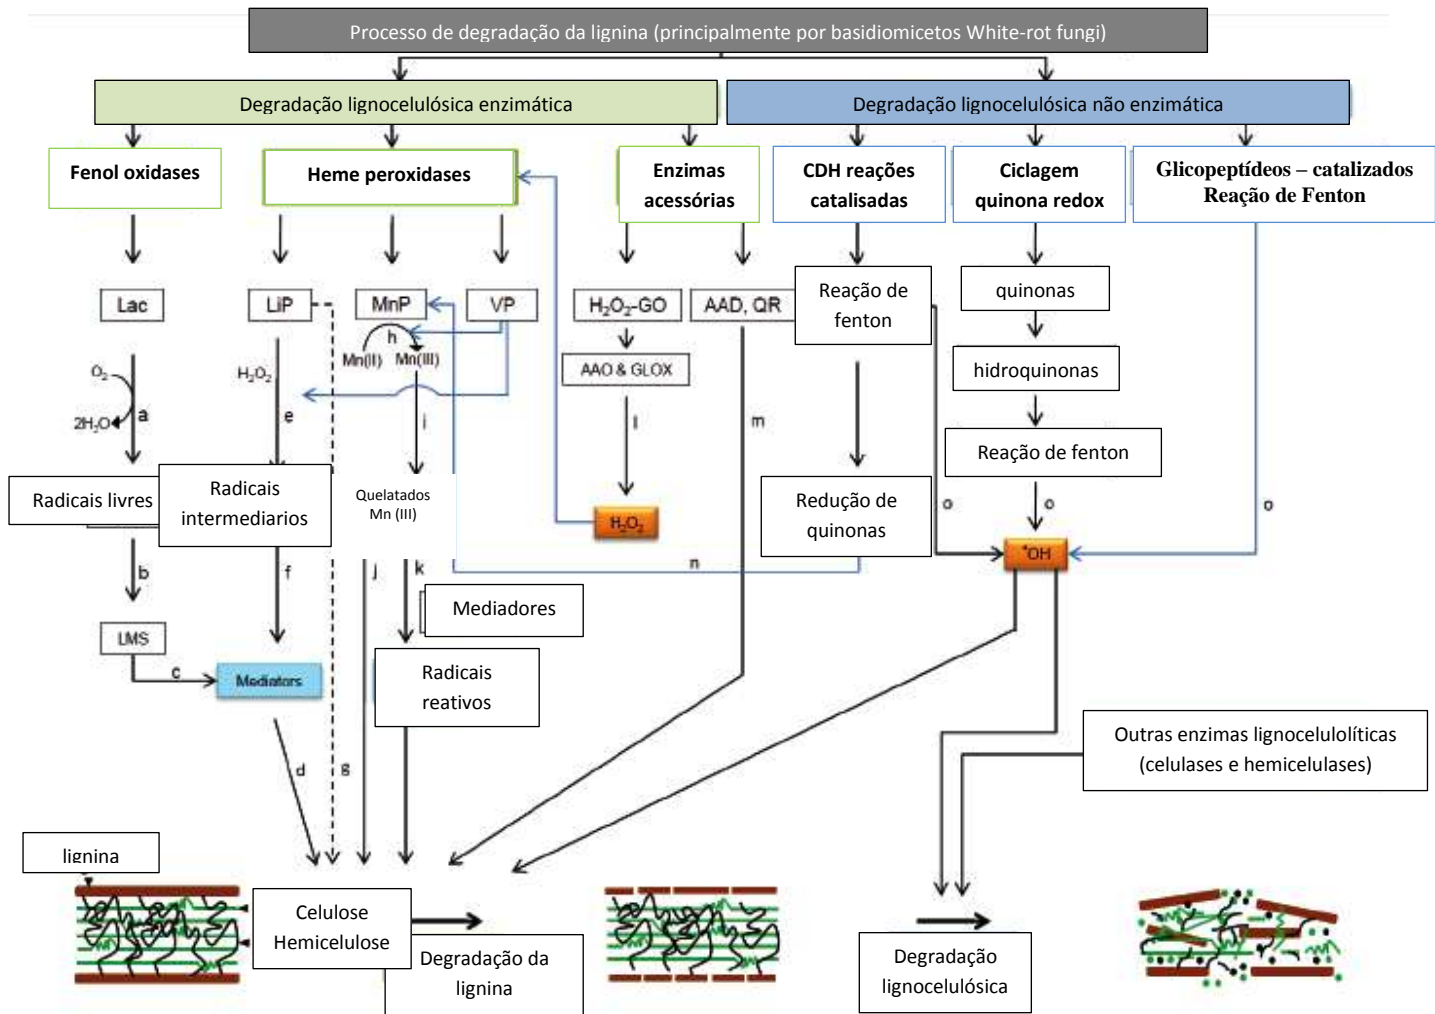 Processo de degradação da lignina (principalmente por basidiomicetos White-rot fungi)
Degradação lignocelulósica enzimática
Degradação lignocelulósica não enzimática
Fenol oxidases
Heme peroxidases
Enzimas
acessórias
CDH reações
catalisadas
Ciclagem
quinona redox
Glicopeptídeos – catalizados
Reação de Fenton
Lac
LiP
MnP
VP
H₂O₂-GO
AAD, QR
Reação de
fenton
quinonas
h
Mn(II)
Mn(III)
AAO & GLOX
hidroquinonas
O₂
2H₂O
a
H₂O₂
e
i
l
m
Reação de fenton
Radicais livres
Radicais
intermediarios
Quelatados
Mn (III)
H₂O₂
Redução de
quinonas
o
o
o
•OH
b
f
j
k
n
Mediadores
LMS
c
Mediators
Radicais
reativos
d
g
Outras enzimas lignocelulolíticas
(celulases e hemicelulases)
lignina
Celulose
Hemicelulose
Degradação da
lignina
Degradação
lignocelulósica